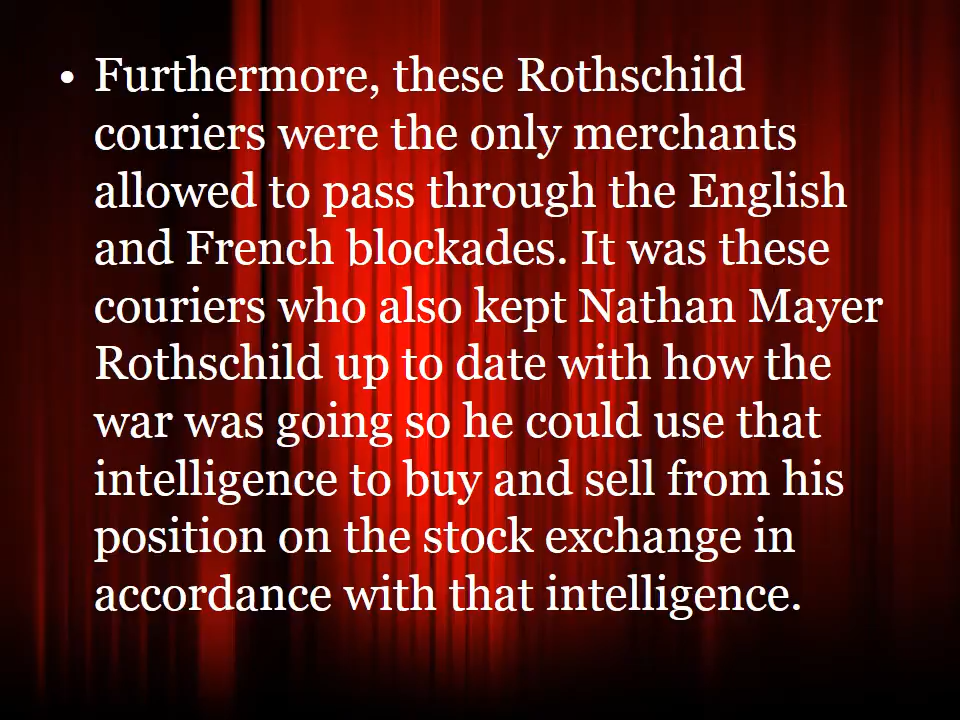 • Furthermore, these Rothschild
couriers were the only merchants
allowed to pass through the English
and French blockades. It was these
couriers who also kept Nathan Mayer
Rothschild up to date with how the
war was going so he could use that
intelligence to buy and sell from his
position on the stock exchange in
accordance with that intelligence.